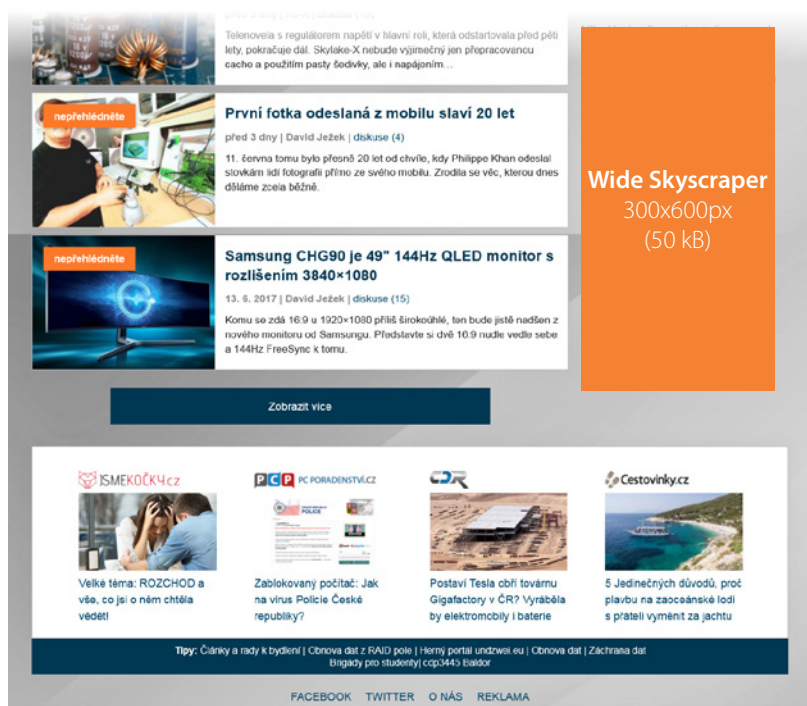 Telenovela s regulátorem napětí v hlavní roli, která odstartovala před pěti
lety, pokračuje dál. Skylake-X nebude výjimečný jen přepracovanou
cache a použitím pasty šedivky, ale i napájením…
nepřehlédněte
První fotka odeslaná z mobilu slaví 20 let
před 3 dny | David Ježek | diskuse (4)
11. června tomu bylo přesně 20 let od chvíle, kdy Philippe Khan odeslal
stovkám lidí fotografii přímo ze svého mobilu. Zrodila se věc, kterou dnes
děláme zcela běžně.
nepřehlédněte
Samsung CHG90 je 49" 144Hz QLED monitor s
rozlišením 3840×1080
13. 6. 2017 | David Ježek | diskuse (15)
Komu se zdá 16:9 u 1920×1080 příliš širokoúhlé, ten bude jistě nadšen z
nového monitoru od Samsungu. Představte si dvě 16:9 nudle vedle sebe
a 144Hz FreeSync k tomu.
Wide Skyscraper
300x600px
(50 kB)
Zobrazit více
JSMEKOČKY.cz
Velké téma: ROZCHOD a
vše, co jsi o něm chtěla
vědět!
PCP PC PORADENSTVÍ.CZ
POLICE
Zablokovaný počítač: Jak
na virus Policie České
republiky?
CDR
Postaví Tesla obří továrnu
Gigafactory v ČR? Vyráběla
by elektromobily i baterie
Cestovinky.cz
5 Jedinečných důvodů, proč
plavbu na zaoceánské lodi
s přáteli vyměnit za jachtu
Tipy: Články a rady k bydlení | Obnova dat z RAID pole | Herný portál undzwei.eu | Obnova dat | Záchrana dat
Brigády pro studenty| cdp3445 Baldor
FACEBOOK TWITTER O NÁS REKLAMA